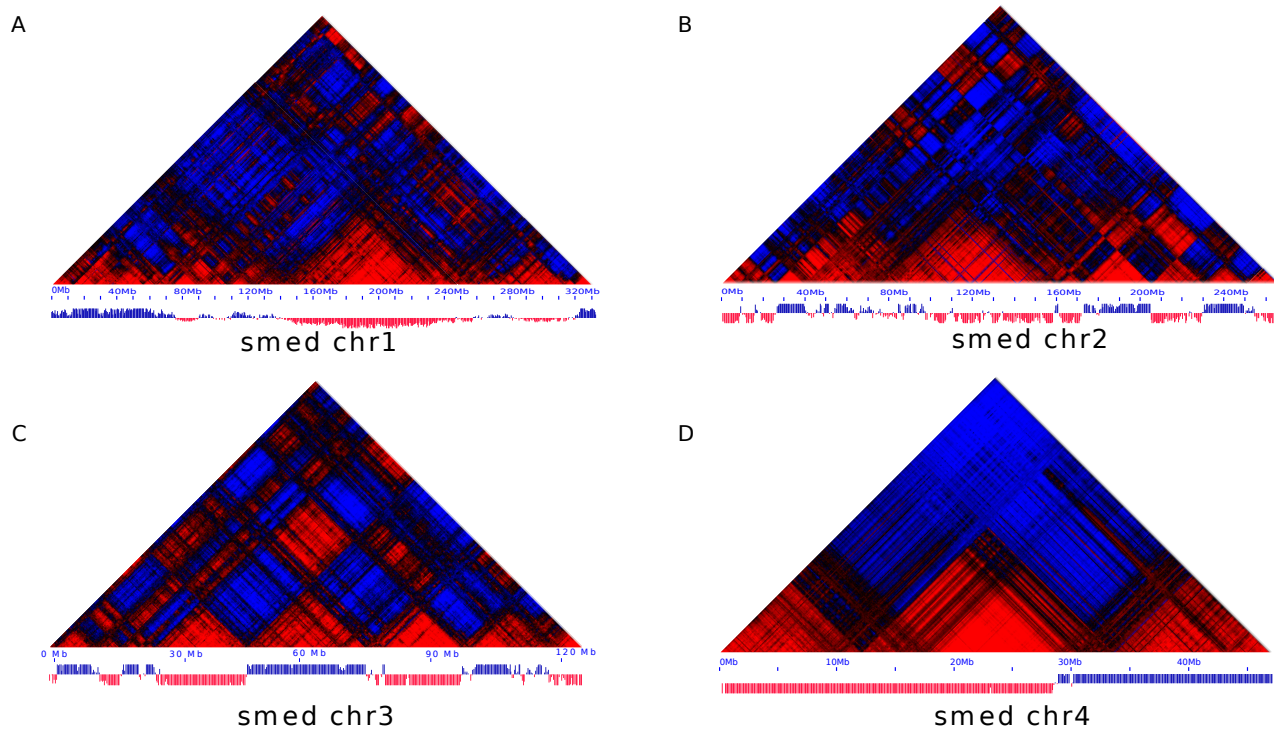 A
B
0Mb 40Mb 80Mb 120Mb 160Mb 200Mb 240Mb 280Mb 320Mb
0Mb 40Mb 80Mb 120Mb 160Mb 200Mb 240Mb
smed chr1
smed chr2
C
D
0 Mb 30 Mb 60 Mb 90 Mb 120 Mb
0Mb 10Mb 20Mb 30Mb 40Mb
smed chr3
smed chr4